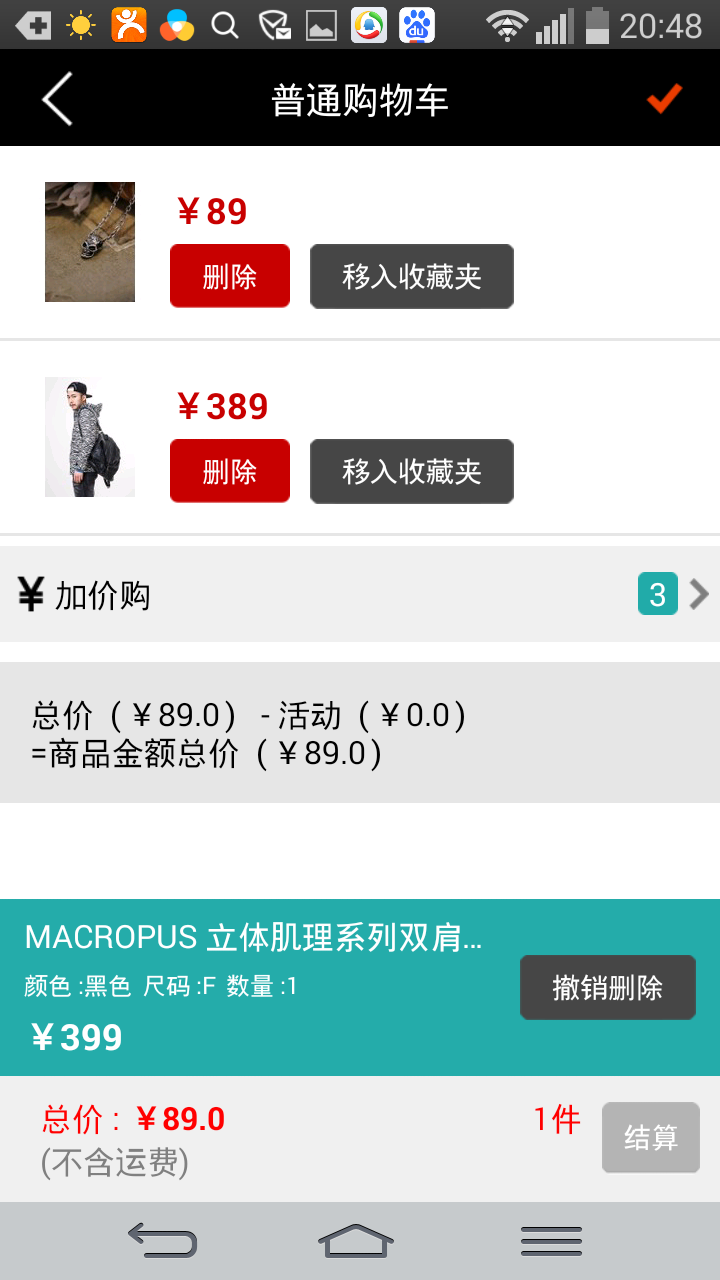 20:48
普通购物车
￥89
删除 移入收藏夹
￥389
删除 移入收藏夹
¥ 加价购 3
总价（￥89.0） - 活动（￥0.0）
=商品金额总价（￥89.0）
MACROPUS 立体肌理系列双肩...
颜色 :黑色 尺码 :F 数量 :1
￥399
撤销删除
总价 : ￥89.0 1件
(不含运费)
结算